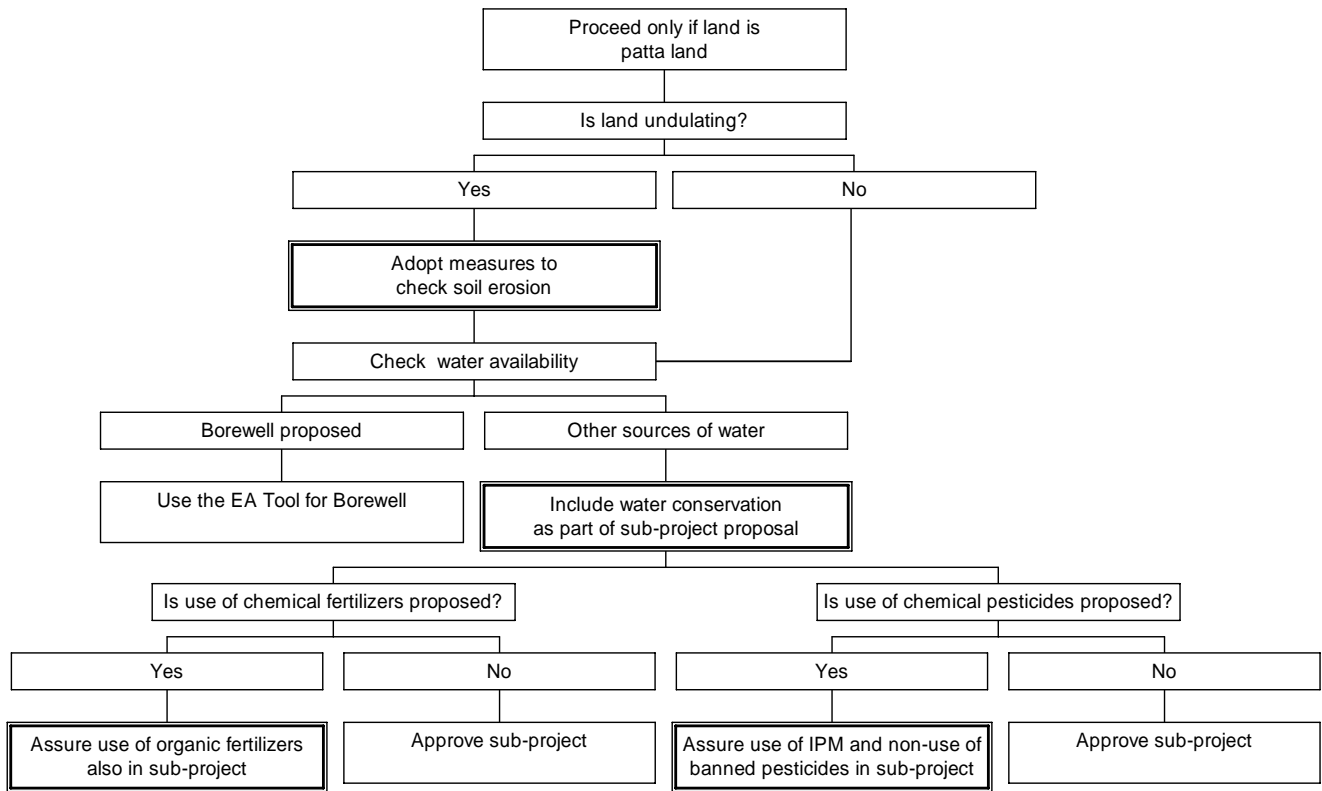 Proceed only if land is
patta land
Is land undulating?
Yes
No
Adopt measures to
check soil erosion
Check  water availability
Borewell proposed
Other sources of water
Use the EA Tool for Borewell
Include water conservation
as part of sub-project proposal
Is use of chemical fertilizers proposed?
Is use of chemical pesticides proposed?
Yes
No
Yes
No
Assure use of organic fertilizers
also in sub-project
Approve sub-project
Assure use of IPM and non-use of
banned pesticides in sub-project
Approve sub-project